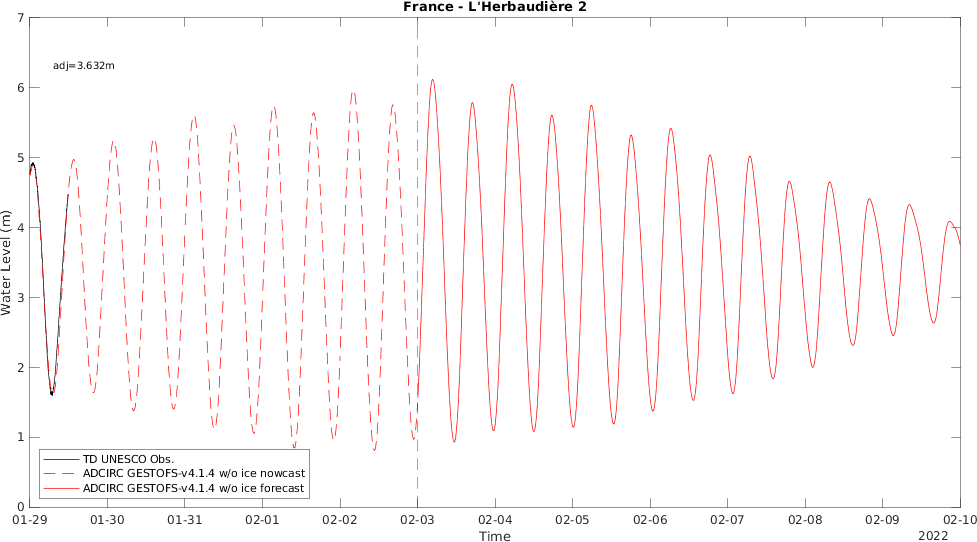 France - L'Herbaudière 2
7
6
5
4
3
2
1
0
Water Level (m)
adj=3.632m
TD UNESCO Obs.
ADCIRC GESTOFS-v4.1.4 w/o ice nowcast
ADCIRC GESTOFS-v4.1.4 w/o ice forecast
01-29 01-30 01-31 02-01 02-02 02-03 02-04 02-05 02-06 02-07 02-08 02-09 02-10
Time
2022